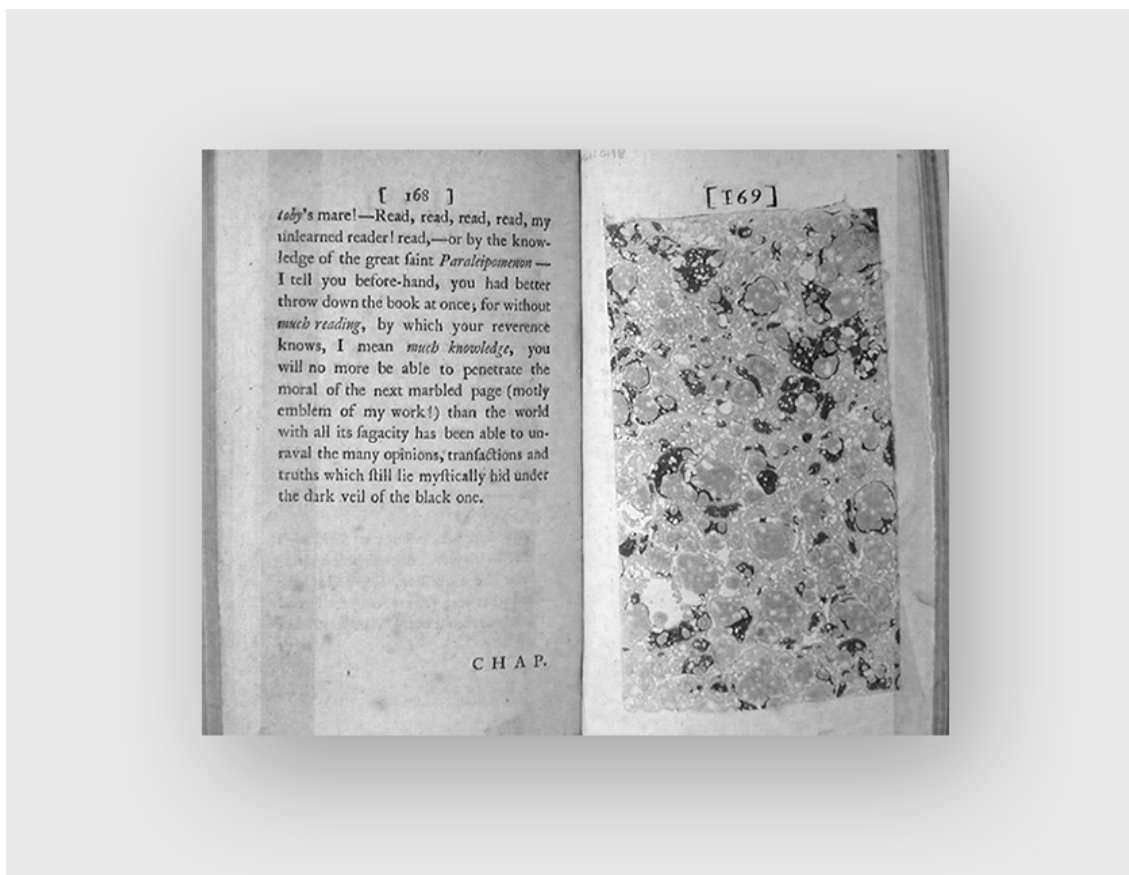 [ 168 ]
toby's mare!—Read, read, read, read, my
unlearned reader! read,—or by the know-
ledge of the great ſaint Paraleipomenon—
I tell you before-hand, you had better
throw down the book at once; for without
much reading, by which your reverence
knows, I mean much knowledge, you
will no more be able to penetrate the
moral of the next marbled page (motly
emblem of my work!) than the world
with all its ſagacity has been able to un-
raval the many opinions, tranſactions and
truths which ſtill lie myſtically hid under
the dark veil of the black one.
CHAP.
[169]